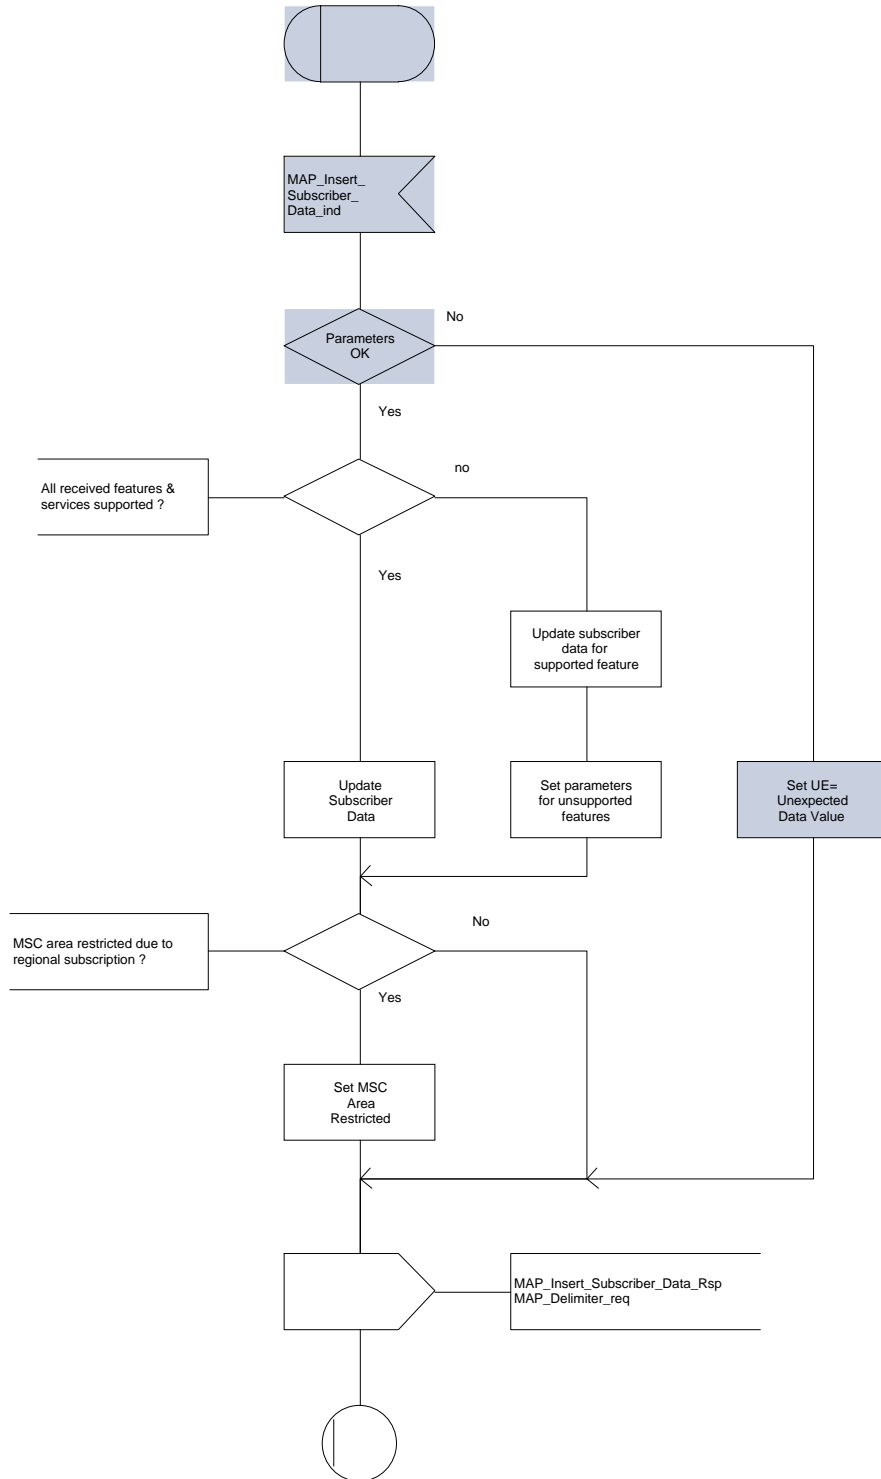 MAP_Insert_
Subscriber_
Data_ind
No
Parameters
OK
Yes
no
All received features &
services supported ?
Yes
Update subscriber
data for
supported feature
Update
Subscriber
Data
Set parameters
for unsupported
features
Set UE=
Unexpected
Data Value
No
MSC area restricted due to
regional subscription ?
Yes
Set MSC
Area
Restricted
MAP_Insert_Subscriber_Data_Rsp
MAP_Delimiter_req